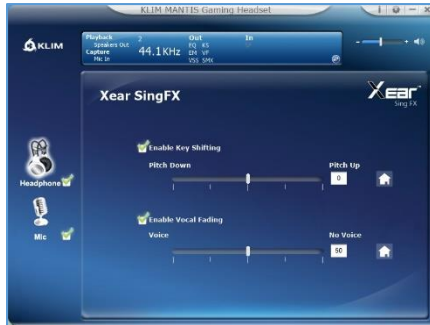 KLIM MANTIS Gaming Headset
KLIM
Playback 2 Out In
Speakers Out EQ 45
Capture 44.1KHz EM VF
Mic In VSS SMX
Xear SingFX
Xear
Sing FX
Enable Key Shifting
Pitch Down Pitch Up
0
Headphone
Enable Vocal Fading
Mic
Voice No Voice
50